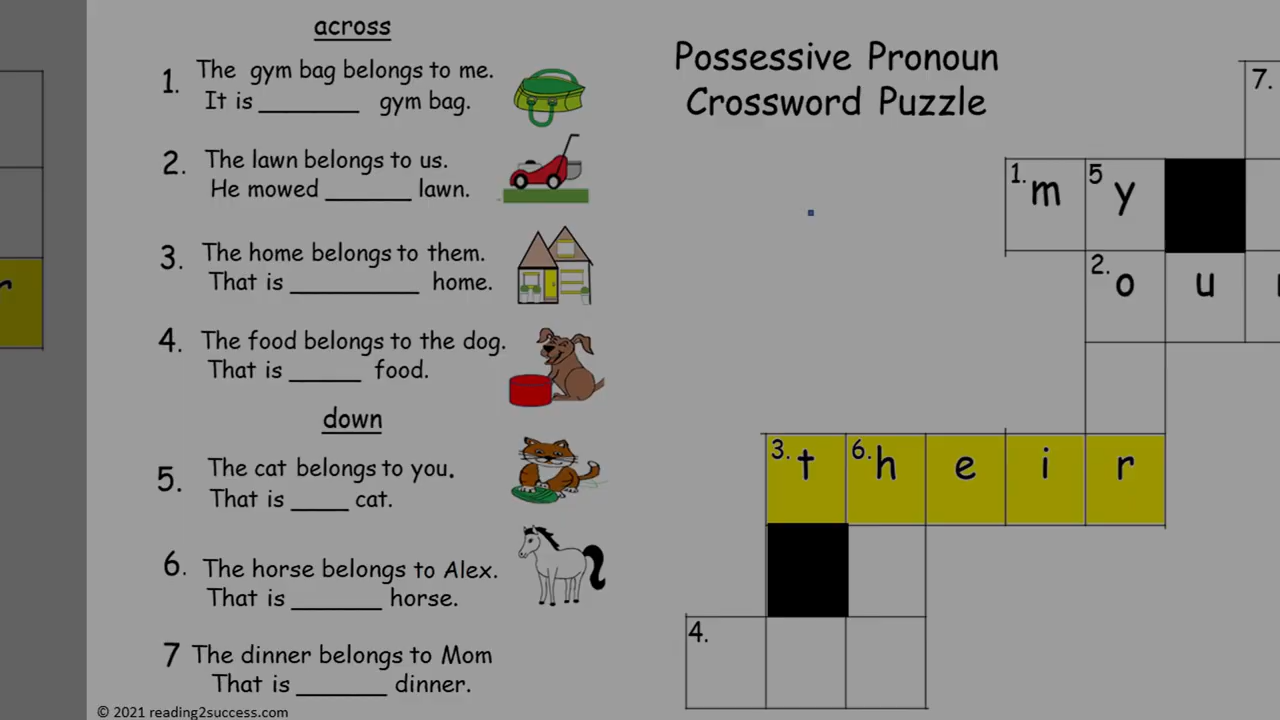 across
1. The gym bag belongs to me.
It is ________ gym bag.
2. The lawn belongs to us.
He mowed _______ lawn.
3. The home belongs to them.
That is __________ home.
4. The food belongs to the dog.
That is _____ food.
down
5. The cat belongs to you.
That is ____ cat.
6. The horse belongs to Alex.
That is _______ horse.
7 The dinner belongs to Mom
That is _______ dinner.
© 2021 reading2success.com
Possessive Pronoun
Crossword Puzzle
7.
1. m 5 y
2. o u
3. t 6. h e i r
4.